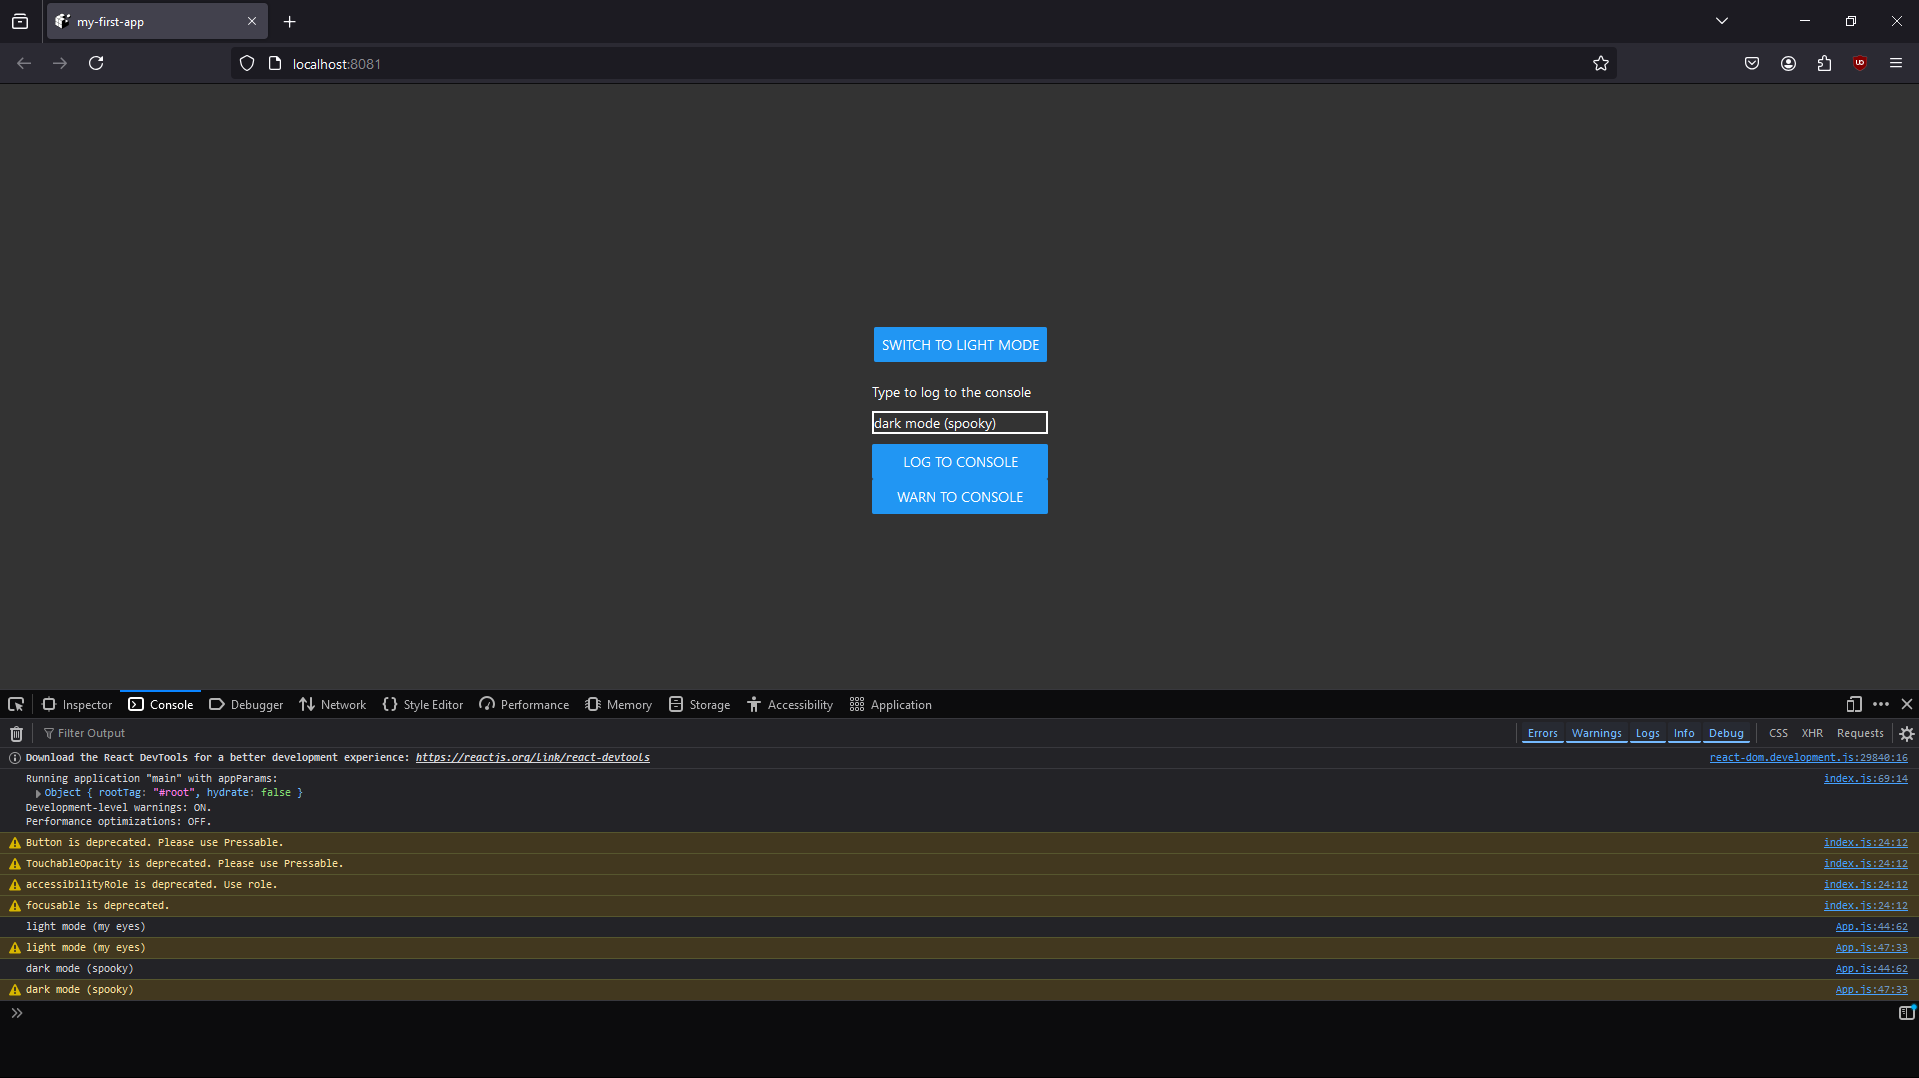 my-first-app
localhost:8081
SWITCH TO LIGHT MODE
Type to log to the console
dark mode (spooky)
LOG TO CONSOLE
WARN TO CONSOLE
Inspector Console Debugger Network Style Editor Performance Memory Storage Accessibility Application
Filter Output Errors Warnings Logs Info Debug CSS XHR Requests
Download the React DevTools for a better development experience: https://reactjs.org/link/react-devtools react-dom.development.js:29840:16
Running application "main" with appParams: index.js:69:14
Object { rootTag: "#root", hydrate: false }
Development-level warnings: ON.
Performance optimizations: OFF.
Button is deprecated. Please use Pressable. index.js:24:12
TouchableOpacity is deprecated. Please use Pressable. index.js:24:12
accessibilityRole is deprecated. Use role. index.js:24:12
focusable is deprecated. index.js:24:12
light mode (my eyes) App.js:44:62
light mode (my eyes) App.js:47:33
dark mode (spooky) App.js:44:62
dark mode (spooky) App.js:47:33